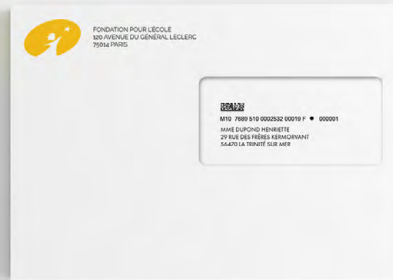 FONDATION POUR L'ÉCOLE
120 AVENUE DU GÉNÉRAL LECLERC
75014 PARIS
M10 7680 510 0002532 00019 F ● 000001
MME DUPOND HENRIETTE
29 RUE DES FRÈRES KERMORVANT
56470 LA TRINITÉ SUR MER